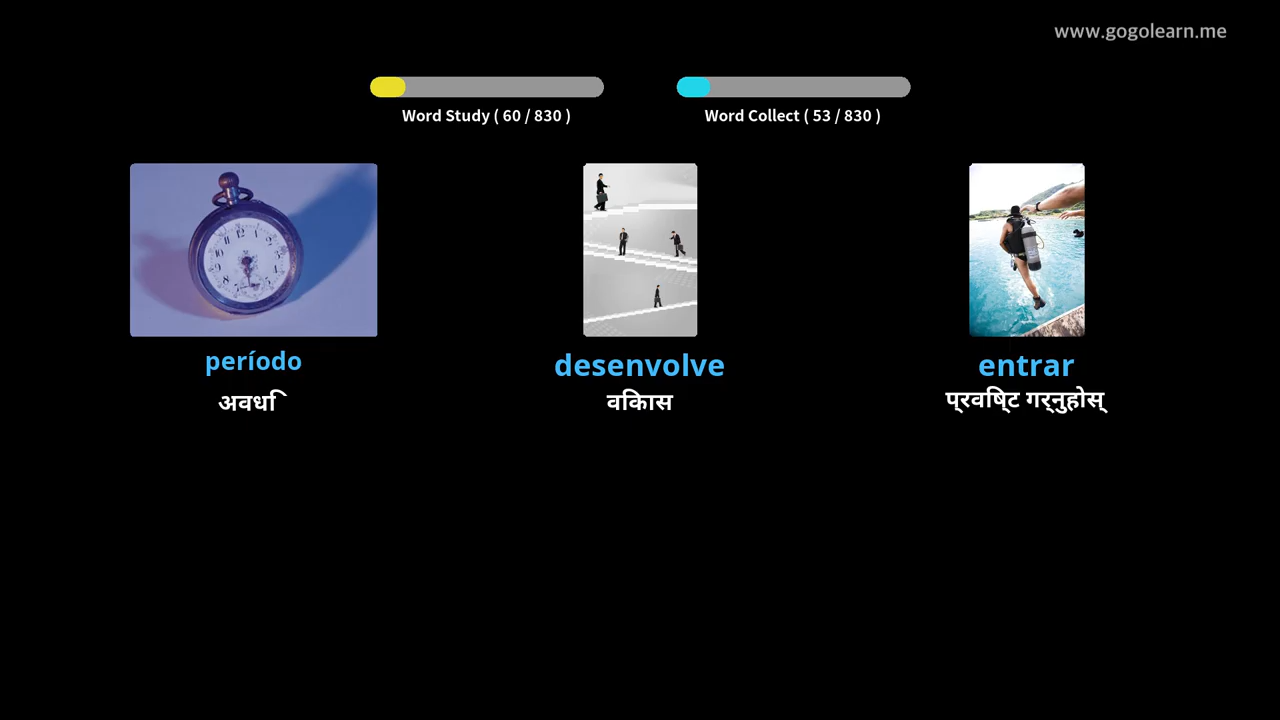 www.gogolearn.me
Word Study ( 60 / 830 )
Word Collect ( 53 / 830 )
período
desenvolve
entrar
अवधि
विकास
प्रविष्ट गर्नुहोस्